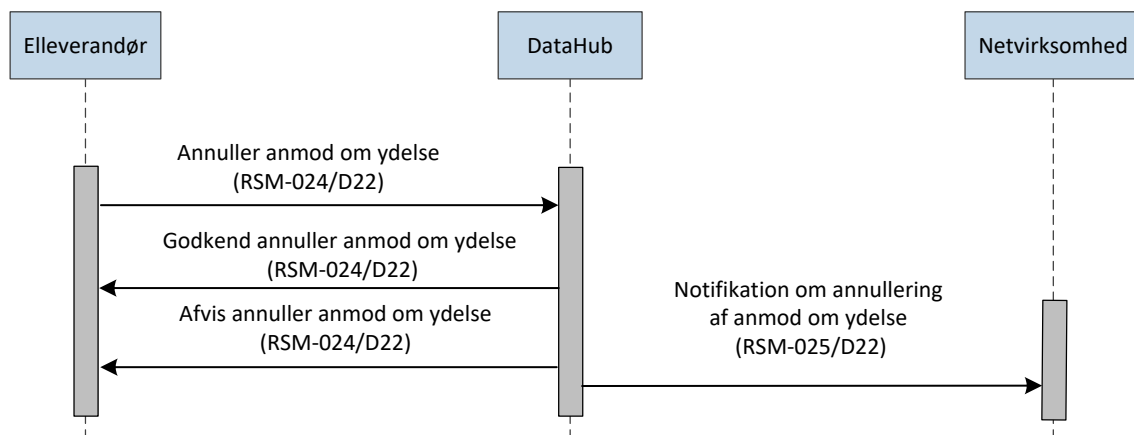 Elleverandør
DataHub
Netvirksomhed
Annuller anmod om ydelse
(RSM-024/D22)
Godkend annuller anmod om ydelse
(RSM-024/D22)
Afvis annuller anmod om ydelse
(RSM-024/D22)
Notifikation om annullering
af anmod om ydelse
(RSM-025/D22)